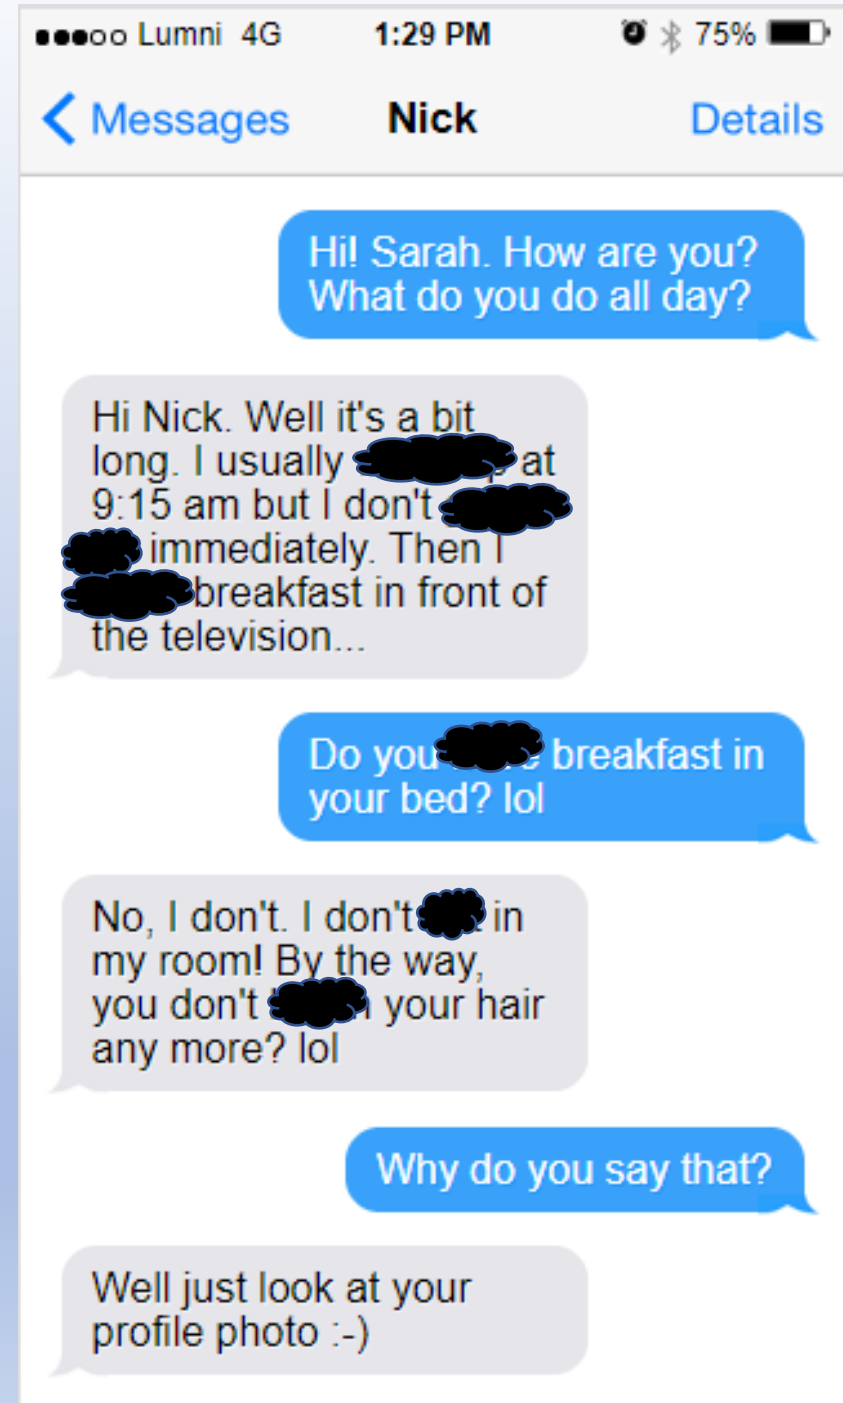 Lumni 4G 1:29 PM 75%
Messages Nick Details
Hi! Sarah. How are you?
What do you do all day?
Hi Nick. Well it's a bit
long. I usually at
9:15 am but I don't
immediately. Then I
breakfast in front of
the television...
Do you breakfast in
your bed? lol
No, I don't. I don't in
my room! By the way,
you don't your hair
any more? lol
Why do you say that?
Well just look at your
profile photo :-)